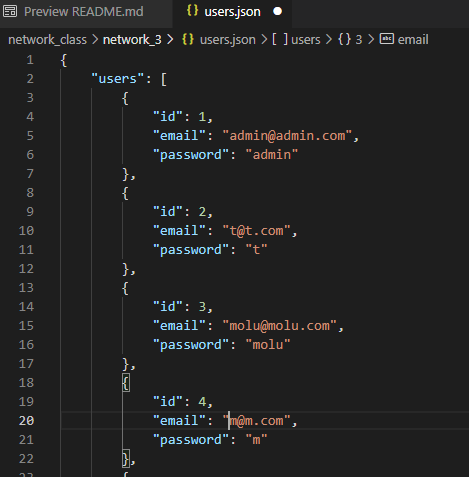 Preview README.md users.json
network_class > network_3 > {} users.json > [ ] users > {} 3 > abc email
1 {
2 "users": [
3 {
4 "id": 1,
5 "email": "admin@admin.com",
6 "password": "admin"
7 },
8 {
9 "id": 2,
10 "email": "t@t.com",
11 "password": "t"
12 },
13 {
14 "id": 3,
15 "email": "molu@molu.com",
16 "password": "molu"
17 },
18 {
19 "id": 4,
20 "email": "m@m.com",
21 "password": "m"
22 },
23 {